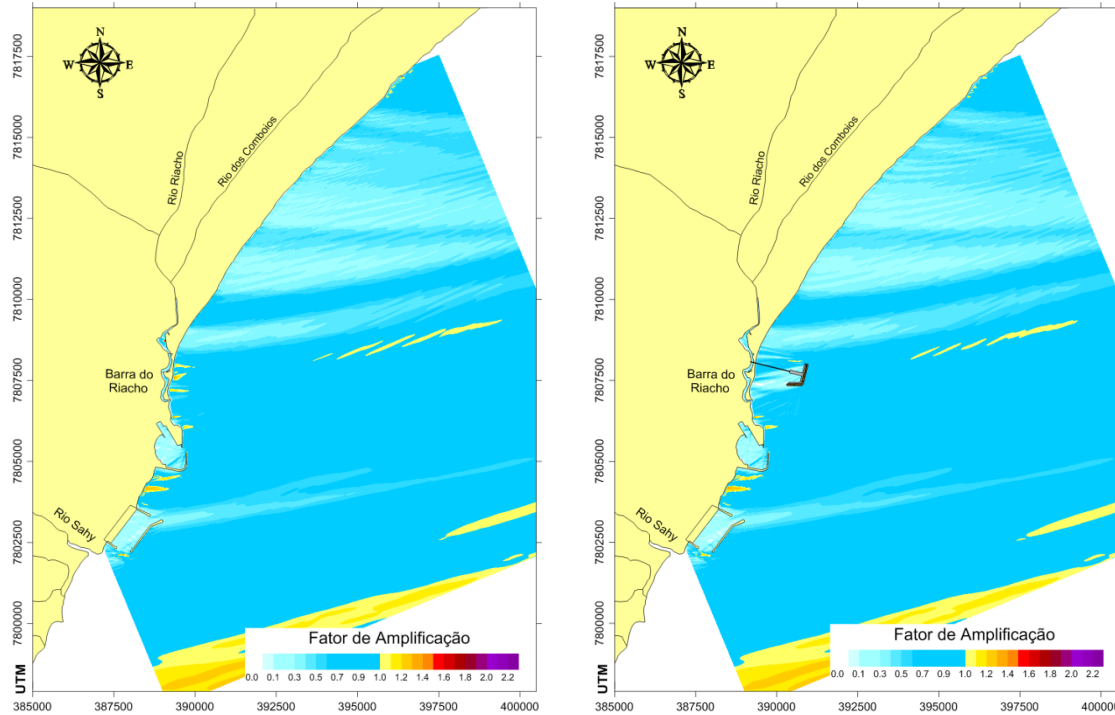 N
W E
S
7817500
7815000
7812500
7810000
7807500
7805000
7802500
7800000
UTM
Rio Riacho
Rio dos Comboios
Barra do
Riacho
Rio Sahy
Fator de Amplificação
0.0 0.1 0.3 0.5 0.7 0.9 1.0 1.2 1.4 1.6 1.8 2.0 2.2
385000 387500 390000 392500 395000 397500 400000
N
W E
S
7817500
7815000
7812500
7810000
7807500
7805000
7802500
7800000
UTM
Rio Riacho
Rio dos Comboios
Barra do
Riacho
Rio Sahy
Fator de Amplificação
0.0 0.1 0.3 0.5 0.7 0.9 1.0 1.2 1.4 1.6 1.8 2.0 2.2
385000 387500 390000 392500 395000 397500 40000